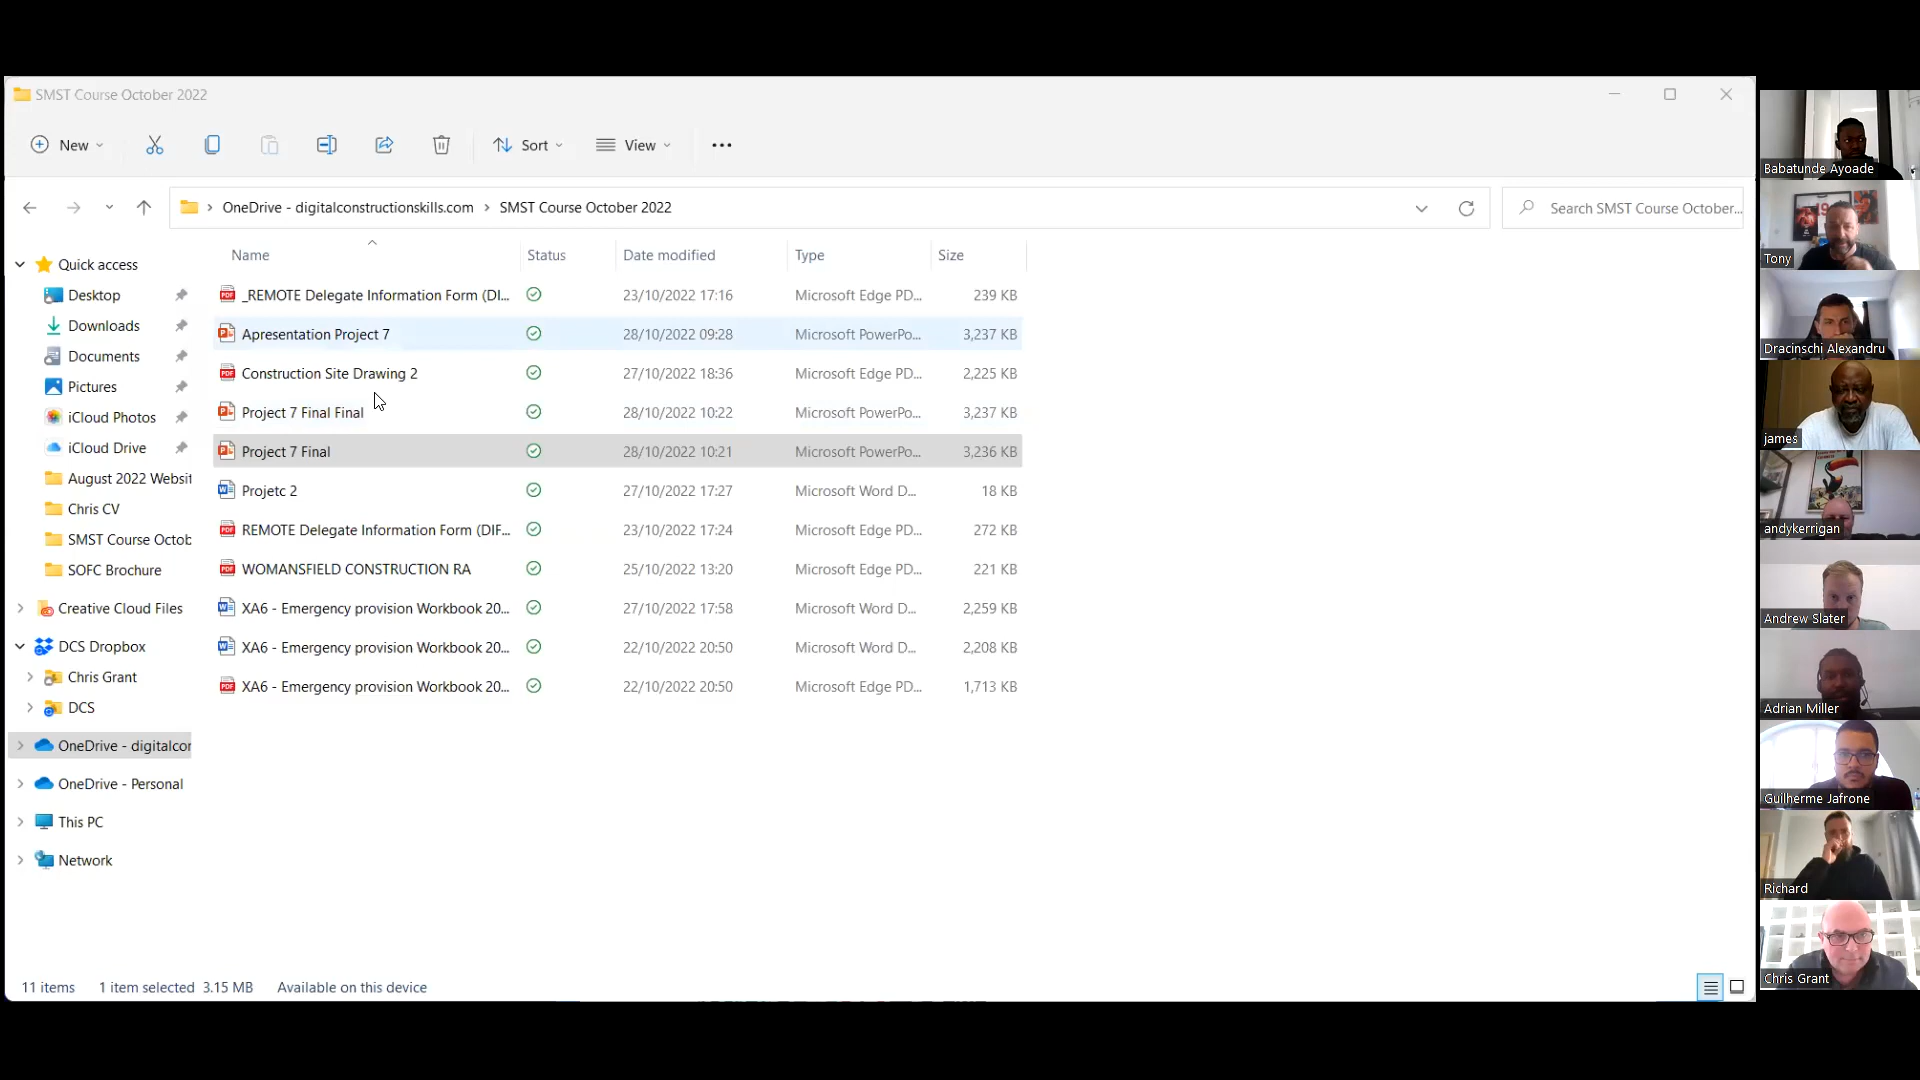 SMST Course October 2022
New
Sort
View
OneDrive - digitalconstructionskills.com
SMST Course October 2022
Search SMST Course October...
Name Status Date modified Type Size
Quick access
Desktop
Downloads
Documents
Pictures
iCloud Photos
iCloud Drive
August 2022 Websit
Chris CV
SMST Course Octob
SOFC Brochure
Creative Cloud Files
DCS Dropbox
Chris Grant
DCS
OneDrive - digitalcor
OneDrive - Personal
This PC
Network
_REMOTE Delegate Information Form (DI... 23/10/2022 17:16 Microsoft Edge PD... 239 KB
Apresentation Project 7 28/10/2022 09:28 Microsoft PowerPo... 3,237 KB
Construction Site Drawing 2 27/10/2022 18:36 Microsoft Edge PD... 2,225 KB
Project 7 Final Final 28/10/2022 10:22 Microsoft PowerPo... 3,237 KB
Project 7 Final 28/10/2022 10:21 Microsoft PowerPo... 3,236 KB
Projetc 2 27/10/2022 17:27 Microsoft Word D... 18 KB
REMOTE Delegate Information Form (DIF... 23/10/2022 17:24 Microsoft Edge PD... 272 KB
WOMANSFIELD CONSTRUCTION RA 25/10/2022 13:20 Microsoft Edge PD... 221 KB
XA6 - Emergency provision Workbook 20... 27/10/2022 17:58 Microsoft Word D... 2,259 KB
XA6 - Emergency provision Workbook 20... 22/10/2022 20:50 Microsoft Word D... 2,208 KB
XA6 - Emergency provision Workbook 20... 22/10/2022 20:50 Microsoft Edge PD... 1,713 KB
11 items 1 item selected 3.15 MB Available on this device
Babatunde Ayoade
Tony
Dracinschi Alexandru
james
andykerrigan
Andrew Slater
Adrian Miller
Guilherme Jafrone
Richard
Chris Grant